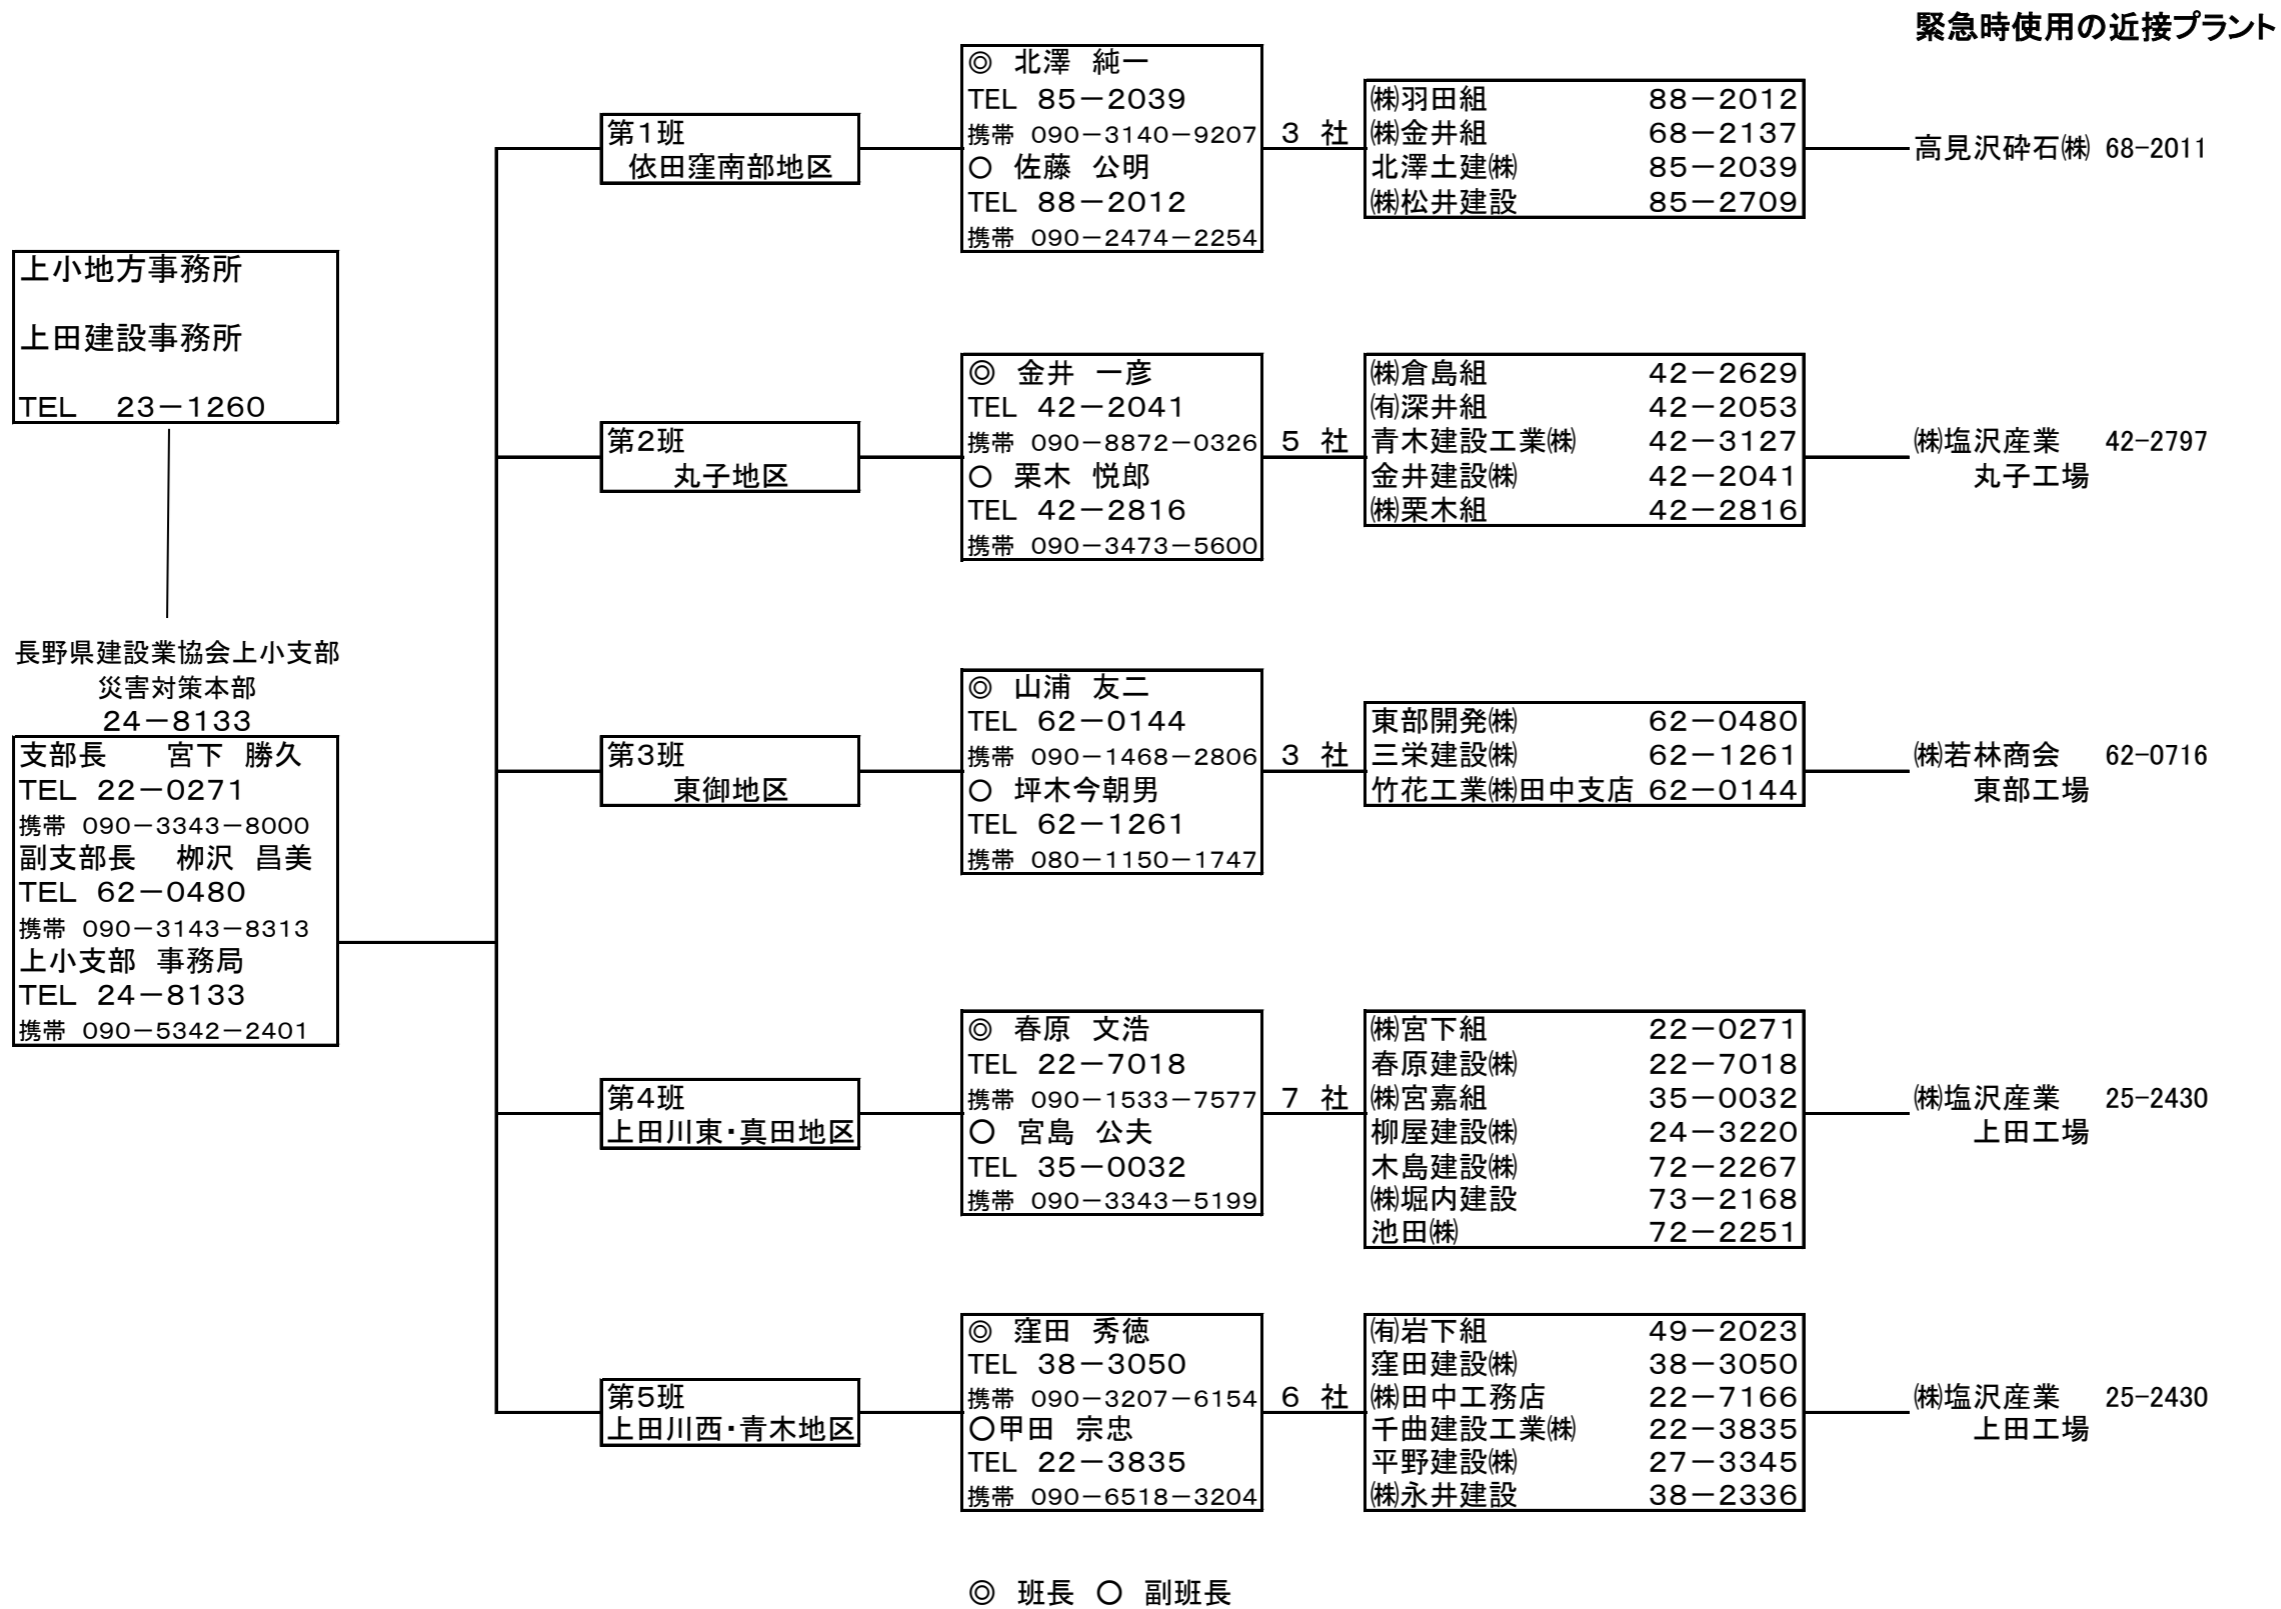 緊急時使用の近接プラント
上小地方事務所
上田建設事務所
TEL 23－1260
長野県建設業協会上小支部
災害対策本部
24－8133
支部長 宮下 勝久
TEL 22－0271
携帯 090－3343－8000
副支部長 栁沢 昌美
TEL 62－0480
携帯 090－3143－8313
上小支部 事務局
TEL 24－8133
携帯 090－5342－2401
第1班
依田窪南部地区
◎ 北澤 純一
TEL 85－2039
携帯 090－3140－9207
○ 佐藤 公明
TEL 88－2012
携帯 090－2474－2254
3 社
㈱羽田組 88－2012
㈱金井組 68－2137
北澤土建㈱ 85－2039
㈱松井建設 85－2709
高見沢砕石㈱ 68-2011
第2班
丸子地区
◎ 金井 一彦
TEL 42－2041
携帯 090－8872－0326
○ 栗木 悦郎
TEL 42－2816
携帯 090－3473－5600
5 社
㈱倉島組 42－2629
㈲深井組 42－2053
青木建設工業㈱ 42－3127
金井建設㈱ 42－2041
㈱栗木組 42－2816
㈱塩沢産業 42-2797
丸子工場
第3班
東御地区
◎ 山浦 友二
TEL 62－0144
携帯 090－1468－2806
○ 坪木今朝男
TEL 62－1261
携帯 080－1150－1747
3 社
東部開発㈱ 62－0480
三栄建設㈱ 62－1261
竹花工業㈱田中支店 62－0144
㈱若林商会 62-0716
東部工場
第4班
上田川東・真田地区
◎ 春原 文浩
TEL 22－7018
携帯 090－1533－7577
○ 宮島 公夫
TEL 35－0032
携帯 090－3343－5199
7 社
㈱宮下組 22－0271
春原建設㈱ 22－7018
㈱宮嘉組 35－0032
柳屋建設㈱ 24－3220
木島建設㈱ 72－2267
㈱堀内建設 73－2168
池田㈱ 72－2251
㈱塩沢産業 25-2430
上田工場
第5班
上田川西・青木地区
◎ 窪田 秀徳
TEL 38－3050
携帯 090－3207－6154
○甲田 宗忠
TEL 22－3835
携帯 090－6518－3204
6 社
㈲岩下組 49－2023
窪田建設㈱ 38－3050
㈱田中工務店 22－7166
千曲建設工業㈱ 22－3835
平野建設㈱ 27－3345
㈱永井建設 38－2336
㈱塩沢産業 25-2430
上田工場
◎ 班長 ○ 副班長